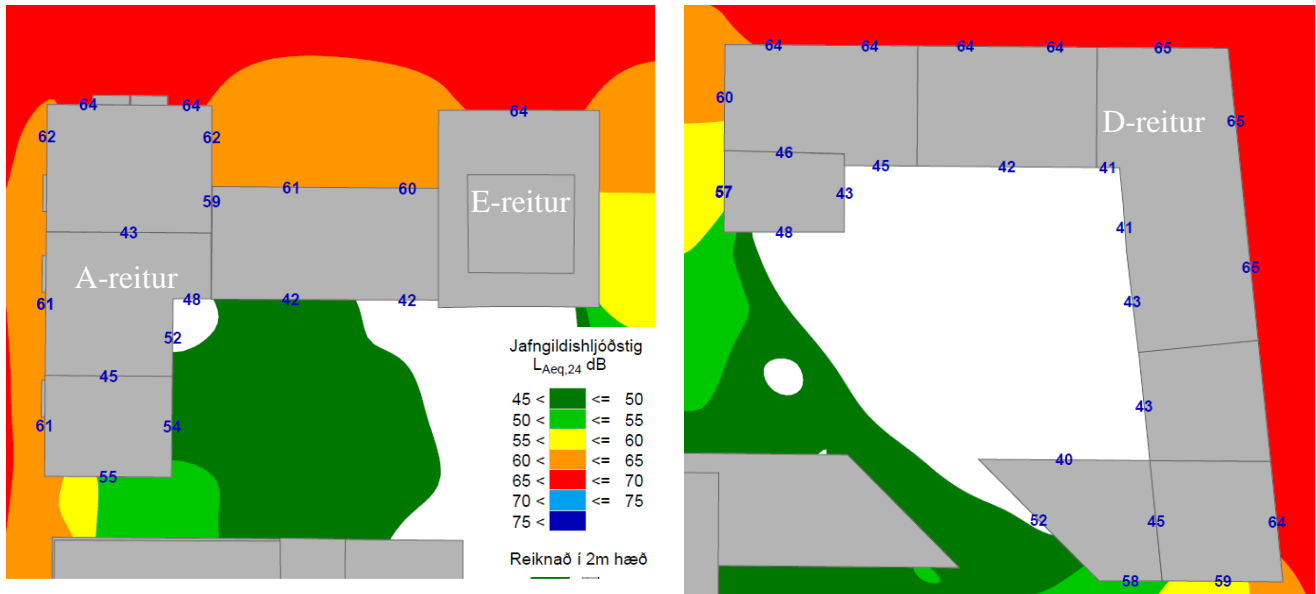 64 64 64
62 62
61 60
59
E-reitur
43
A-reitur
48 42 42
61
52
45
61 54
55
Jafngildishljóðstig
LAeq,24 dB
45 < <= 50
50 < <= 55
55 < <= 60
60 < <= 65
65 < <= 70
70 < <= 75
75 <
Reiknað í 2m hæð
64 64 64 64 65
60
D-reitur 65
46
45 42 41
57 43
48
41
65
43
43
40
52 45 64
58 59